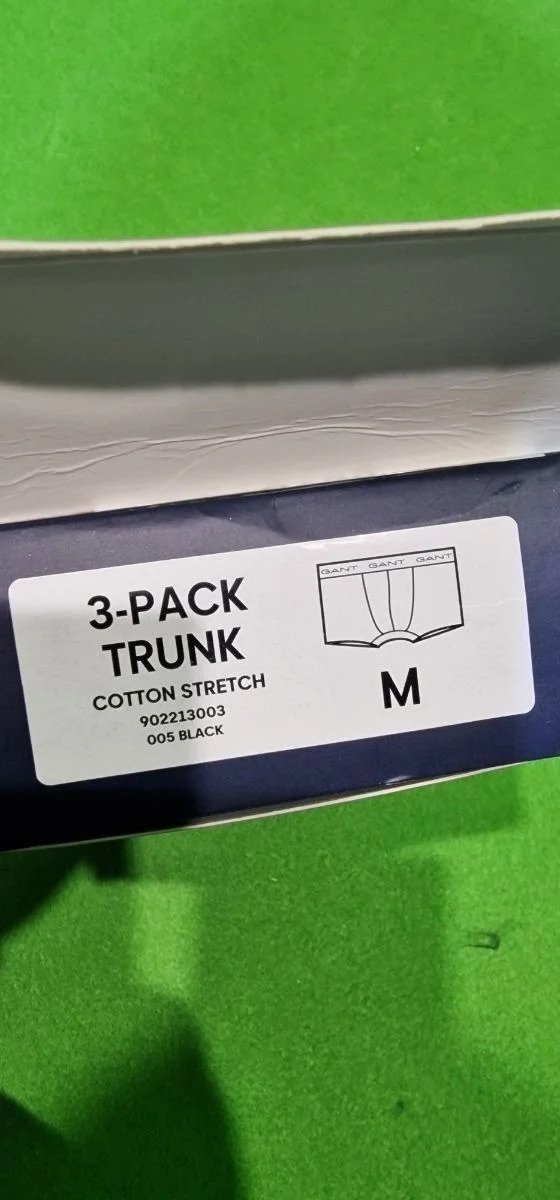 3-PACK
TRUNK
COTTON STRETCH
902213003
005 BLACK
GANT GANT GANT
M